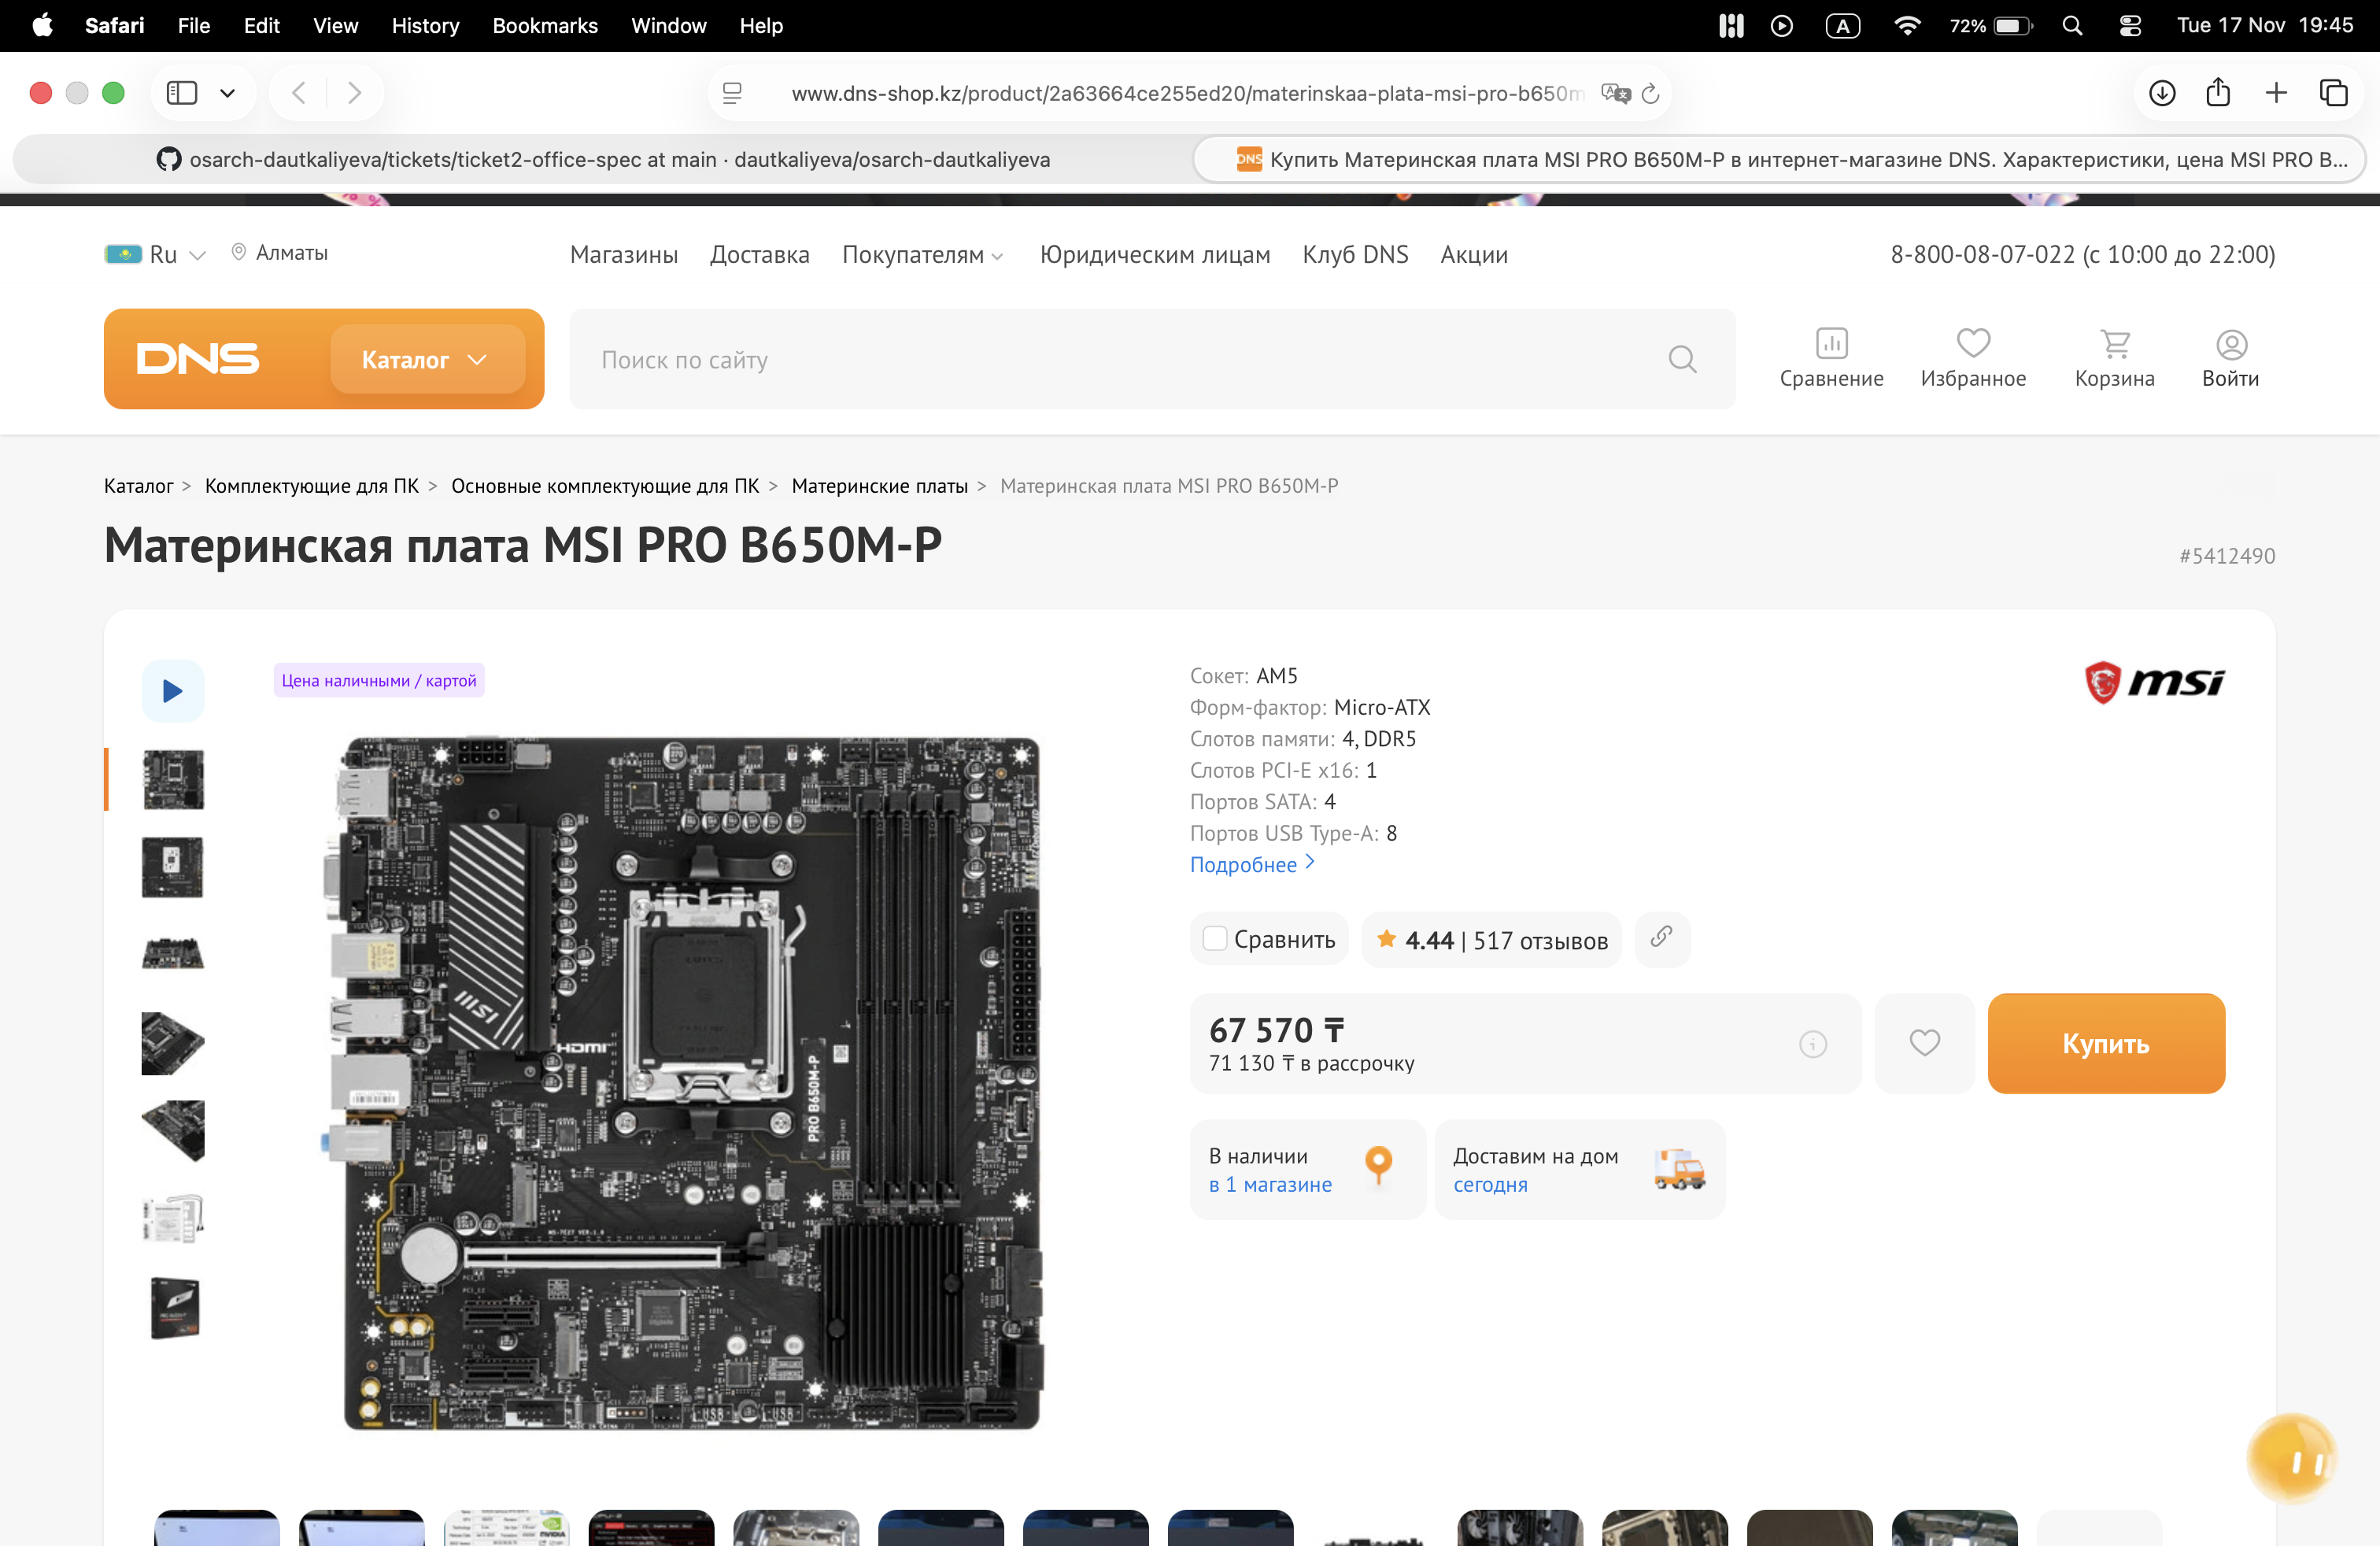 Safari File Edit View History Bookmarks Window Help A 72% Tue 17 Nov 19:45
www.dns-shop.kz/product/2a63664ce255ed20/materinskaa-plata-msi-pro-b650m
osarch-dautkaliyeva/tickets/ticket2-office-spec at main · dautkaliyeva/osarch-dautkaliyeva
DNS Купить Материнская плата MSI PRO B650M-P в интернет-магазине DNS. Характеристики, цена MSI PRO B...
Ru Алматы Магазины Доставка Покупателям Юридическим лицам Клуб DNS Акции 8-800-08-07-022 (с 10:00 до 22:00)
DNS Каталог Поиск по сайту
Сравнение Избранное Корзина Войти
Каталог > Комплектующие для ПК > Основные комплектующие для ПК > Материнские платы > Материнская плата MSI PRO B650M-P
Материнская плата MSI PRO B650M-P
#5412490
Цена наличными / картой
msi
HDMI
PRO B650M-P
Сокет: AM5
Форм-фактор: Micro-ATX
Слотов памяти: 4, DDR5
Слотов PCI-E x16: 1
Портов SATA: 4
Портов USB Type-A: 8
Подробнее
msi
Сравнить 4.44 | 517 отзывов
67 570 ₸
71 130 ₸ в рассрочку
Купить
В наличии
в 1 магазине
Доставим на дом
сегодня